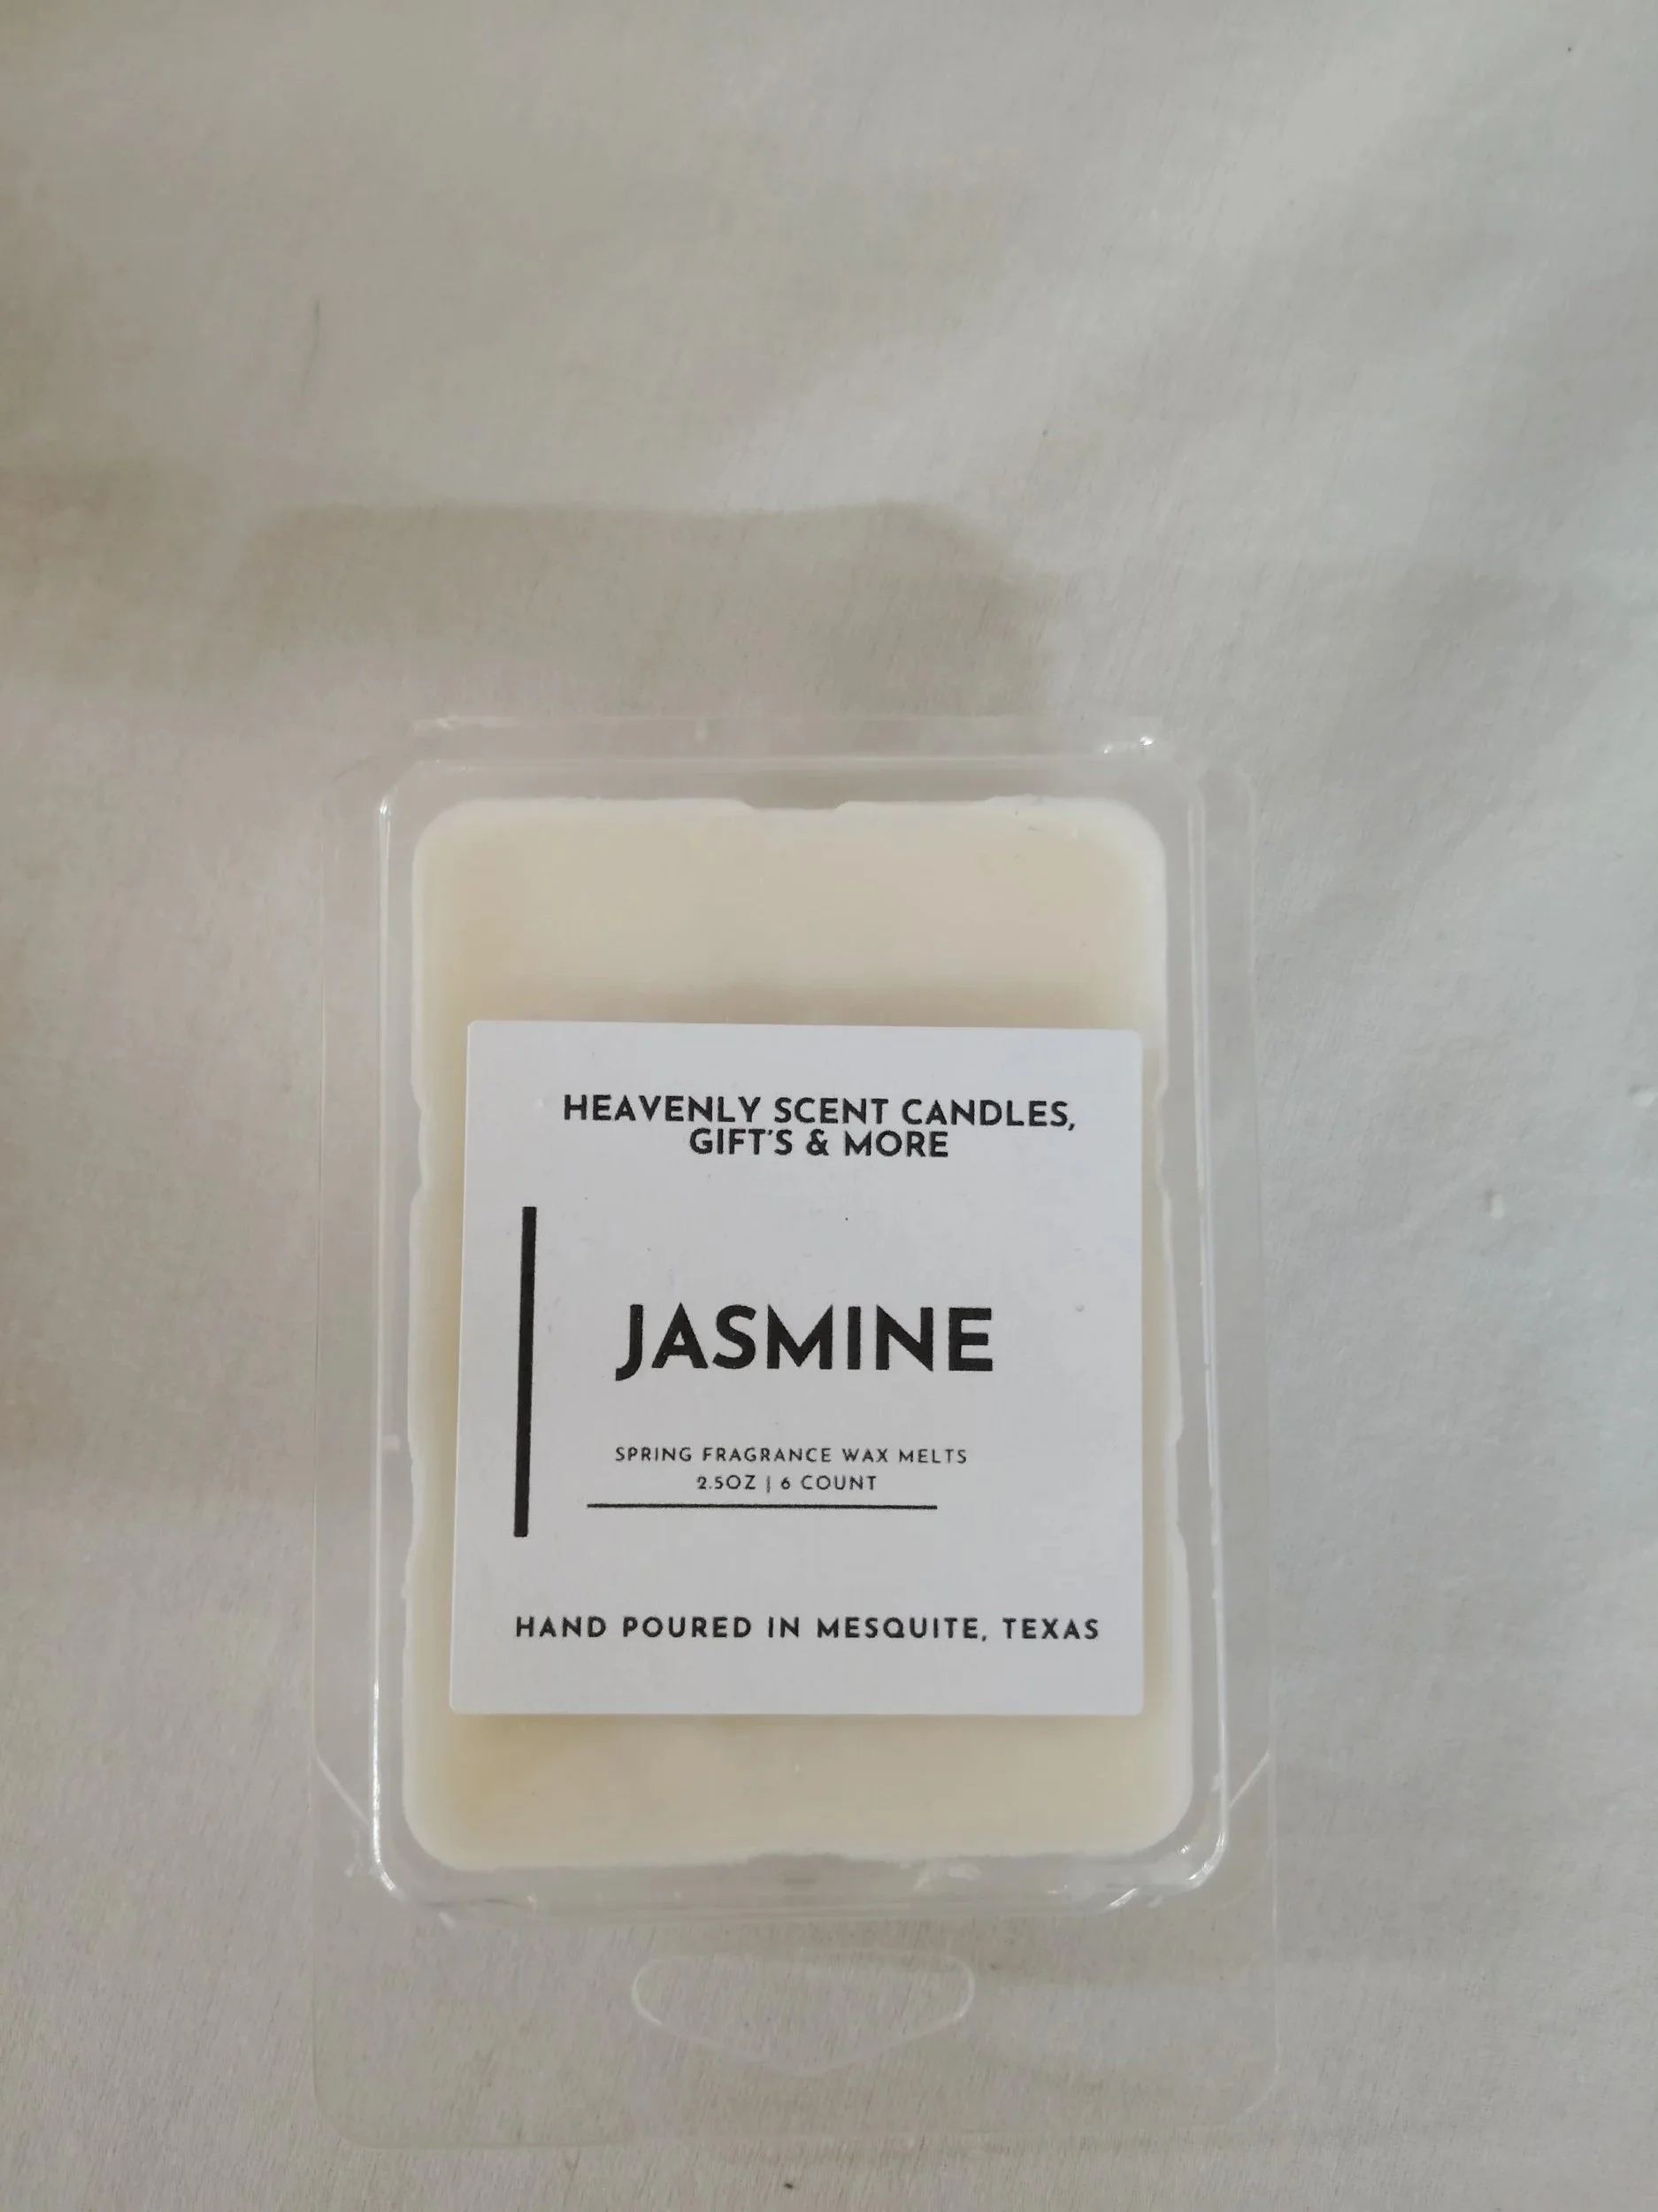 HEAVENLY SCENT CANDLES,
GIFT'S & MORE
JASMINE
SPRING FRAGRANCE WAX MELTS
2.5OZ | 6 COUNT
HAND POURED IN MESQUITE, TEXAS